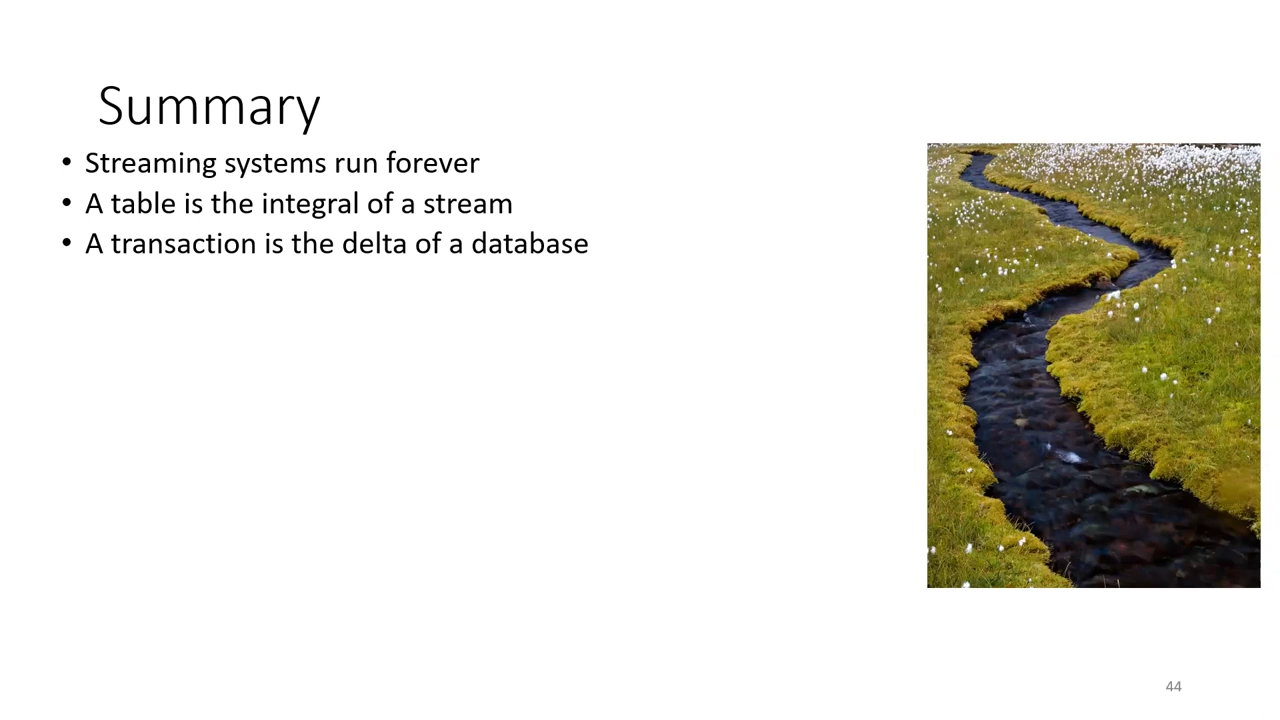 Summary
• Streaming systems run forever
• A table is the integral of a stream
• A transaction is the delta of a database
44